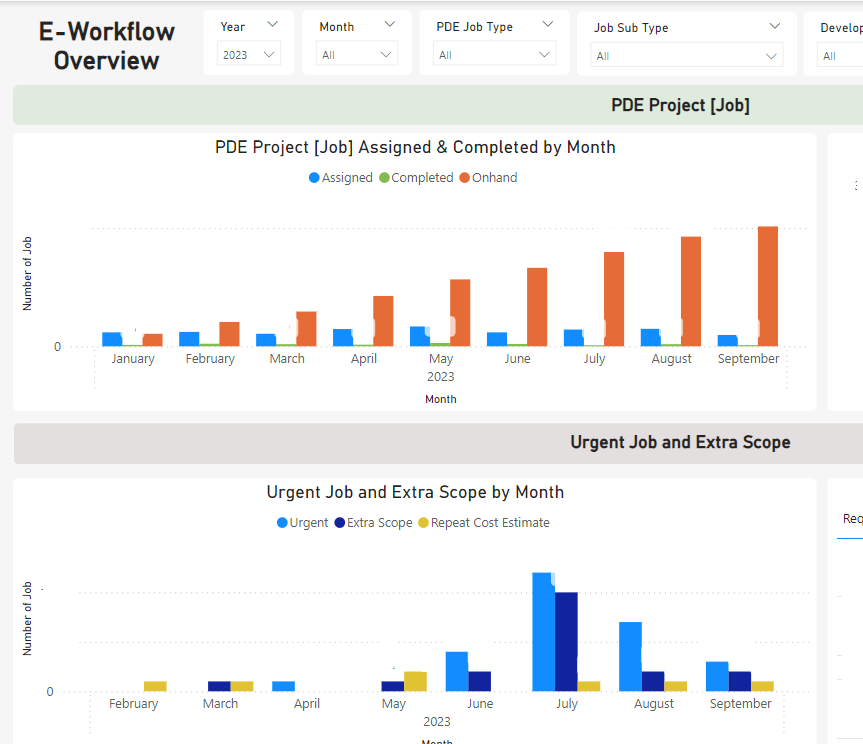 E-Workflow
Overview
Year
2023
Month
All
PDE Job Type
All
Job Sub Type
All
Develop
All
PDE Project [Job]
PDE Project [Job] Assigned & Completed by Month
Assigned Completed Onhand
Number of Job
0
January February March April May June July August September
2023
Month
Urgent Job and Extra Scope
Urgent Job and Extra Scope by Month
Urgent Extra Scope Repeat Cost Estimate
Req
Number of Job
0
February March April May June July August September
2023
Month